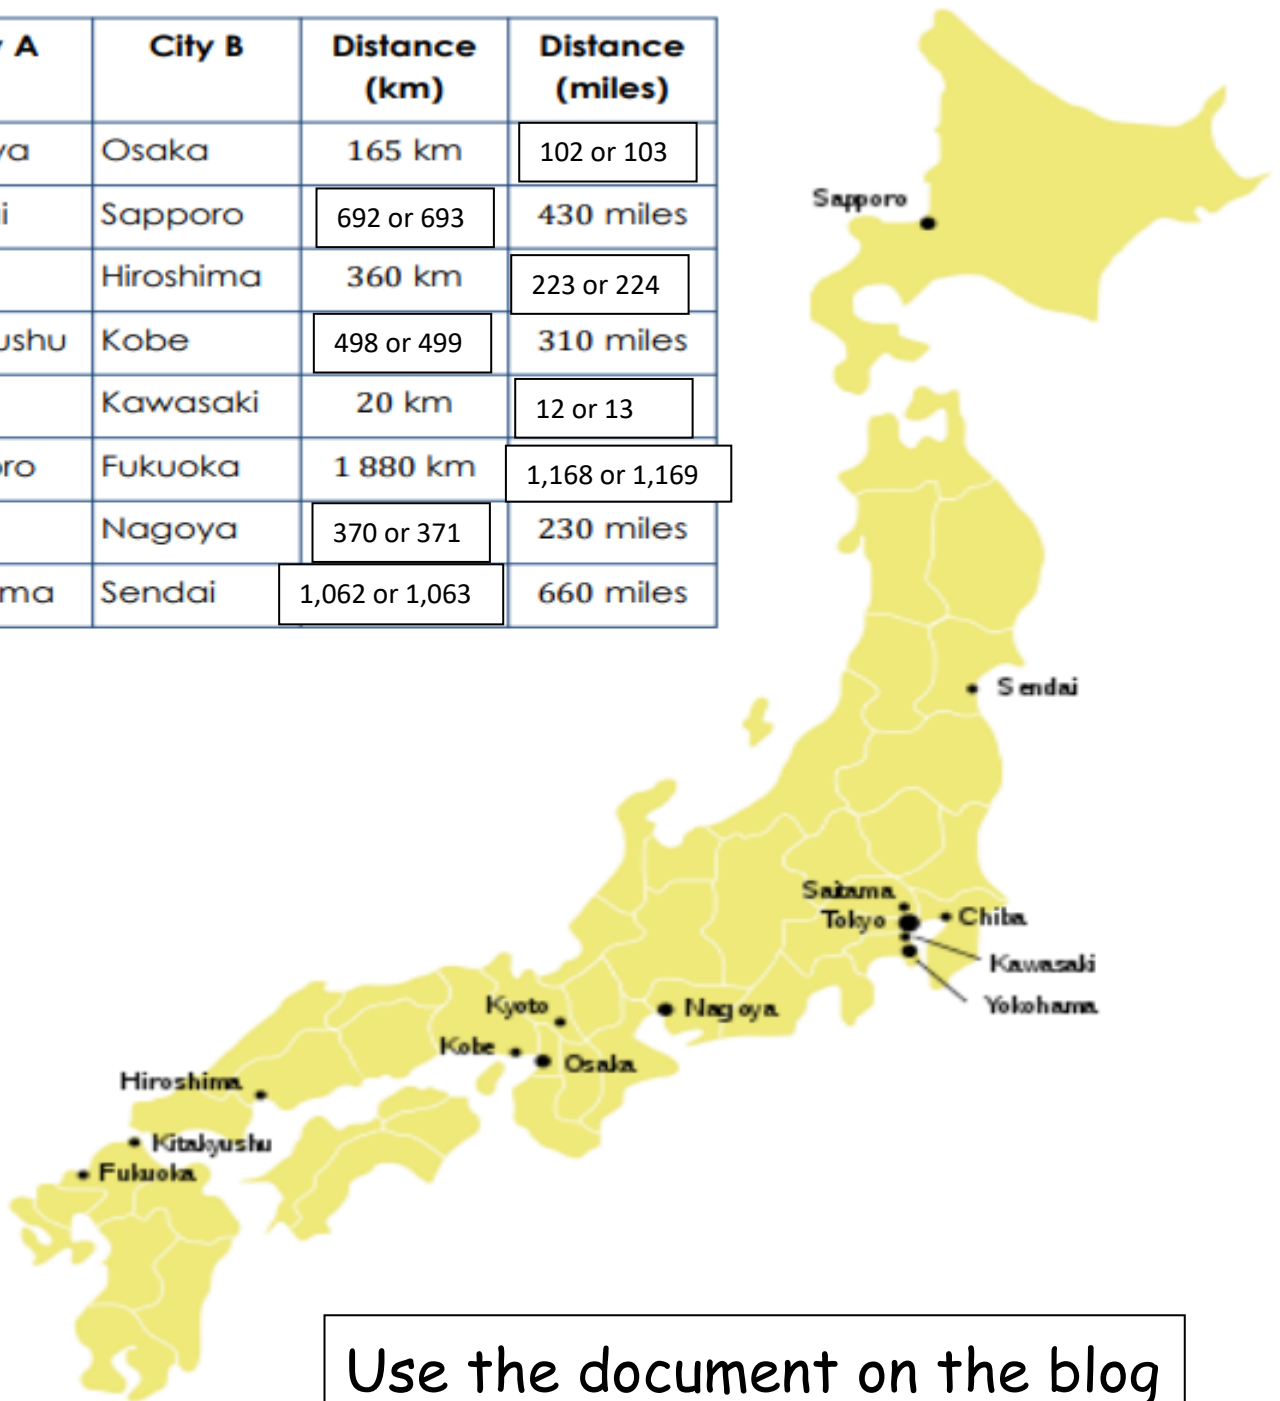 A City B Distance Distance
(km) (miles)
ya Osaka 165 km 102 or 103
i Sapporo 692 or 693 430 miles
Hiroshima 360 km 223 or 224
ushu Kobe 498 or 499 310 miles
Kawasaki 20 km 12 or 13
oro Fukuoka 1 880 km 1,168 or 1,169
Nagoya 370 or 371 230 miles
ma Sendai 1,062 or 1,063 660 miles
Sapporo
Sendai
Saitama
Tokyo
Chiba
Kawasaki
Yokohama
Kyoto
Nagoya
Kobe
Osaka
Hiroshima
Kitakyushu
Fukuoka
Use the document on the blog